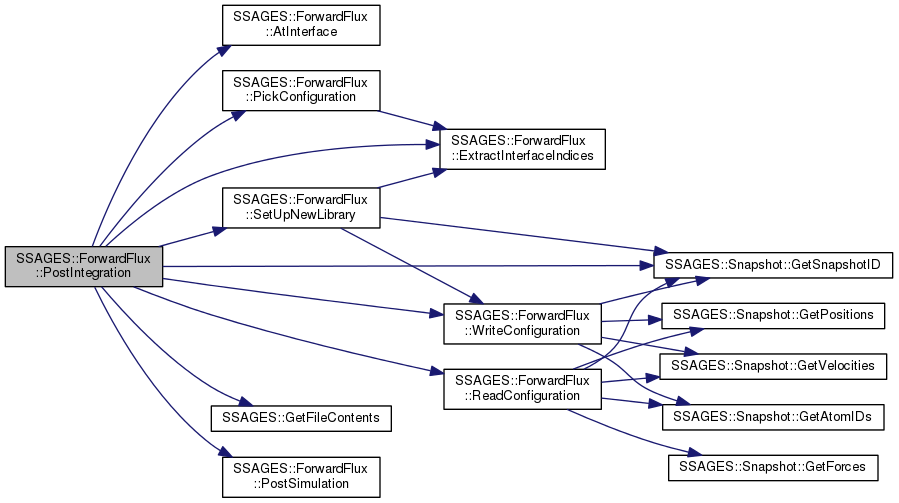 SSAGES::ForwardFlux
::AtInterface
SSAGES::ForwardFlux
::PickConfiguration
SSAGES::ForwardFlux
::ExtractInterfaceIndices
SSAGES::ForwardFlux
::SetUpNewLibrary
SSAGES::ForwardFlux
::PostIntegration
SSAGES::Snapshot::GetSnapshotID
SSAGES::ForwardFlux
::WriteConfiguration
SSAGES::Snapshot::GetPositions
SSAGES::Snapshot::GetVelocities
SSAGES::ForwardFlux
::ReadConfiguration
SSAGES::GetFileContents
SSAGES::Snapshot::GetAtomIDs
SSAGES::ForwardFlux
::PostSimulation
SSAGES::Snapshot::GetForces